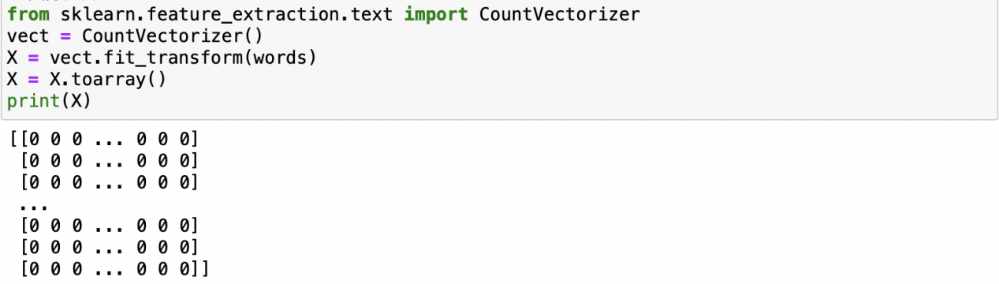 from sklearn.feature_extraction.text import CountVectorizer
vect = CountVectorizer()
X = vect.fit_transform(words)
X = X.toarray()
print(X)
[[0 0 0 ... 0 0 0]
 [0 0 0 ... 0 0 0]
 [0 0 0 ... 0 0 0]
 ...
 [0 0 0 ... 0 0 0]
 [0 0 0 ... 0 0 0]
 [0 0 0 ... 0 0 0]]